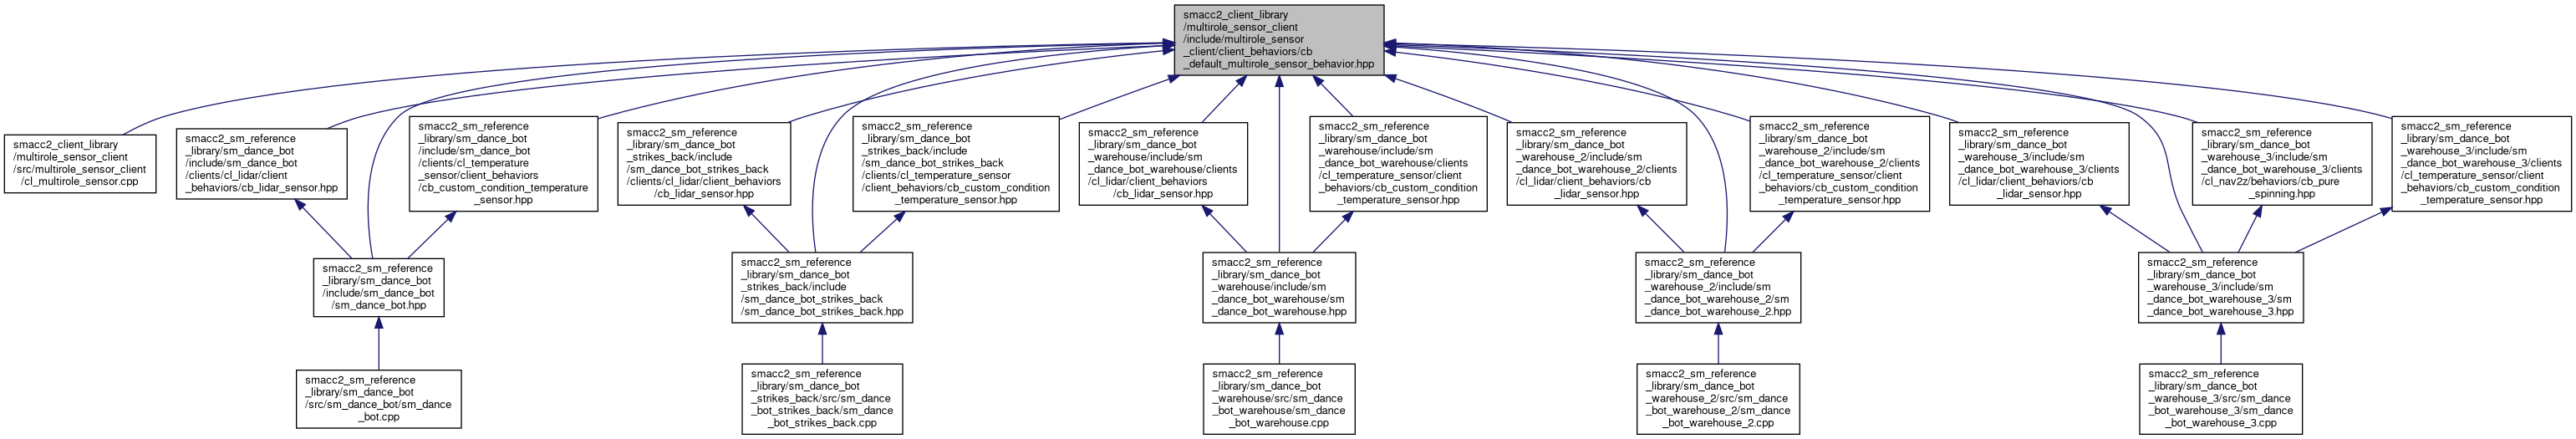 smacc2_client_library
/multirole_sensor_client
/include/multirole_sensor
_client/client_behaviors/cb
_default_multirole_sensor_behavior.hpp
smacc2_client_library
/multirole_sensor_client
/src/multirole_sensor_client
/cl_multirole_sensor.cpp
smacc2_sm_reference
_library/sm_dance_bot
/include/sm_dance_bot
/clients/cl_lidar/client
_behaviors/cb_lidar_sensor.hpp
smacc2_sm_reference
_library/sm_dance_bot
/include/sm_dance_bot
/clients/cl_temperature
_sensor/client_behaviors
/cb_custom_condition_temperature
_sensor.hpp
smacc2_sm_reference
_library/sm_dance_bot
_strikes_back/include
/sm_dance_bot_strikes_back
/clients/cl_lidar/client_behaviors
/cb_lidar_sensor.hpp
smacc2_sm_reference
_library/sm_dance_bot
_strikes_back/include
/sm_dance_bot_strikes_back
/clients/cl_temperature_sensor
/client_behaviors/cb_custom_condition
_temperature_sensor.hpp
smacc2_sm_reference
_library/sm_dance_bot
_warehouse/include/sm
_dance_bot_warehouse/clients
/cl_lidar/client_behaviors
/cb_lidar_sensor.hpp
smacc2_sm_reference
_library/sm_dance_bot
_warehouse/include/sm
_dance_bot_warehouse/clients
/cl_temperature_sensor/client
_behaviors/cb_custom_condition
_temperature_sensor.hpp
smacc2_sm_reference
_library/sm_dance_bot
_warehouse_2/include/sm
_dance_bot_warehouse_2/clients
/cl_lidar/client_behaviors/cb
_lidar_sensor.hpp
smacc2_sm_reference
_library/sm_dance_bot
_warehouse_2/include/sm
_dance_bot_warehouse_2/clients
/cl_temperature_sensor/client
_behaviors/cb_custom_condition
_temperature_sensor.hpp
smacc2_sm_reference
_library/sm_dance_bot
_warehouse_3/include/sm
_dance_bot_warehouse_3/clients
/cl_lidar/client_behaviors/cb
_lidar_sensor.hpp
smacc2_sm_reference
_library/sm_dance_bot
_warehouse_3/include/sm
_dance_bot_warehouse_3/clients
/cl_nav2z/behaviors/cb_pure
_spinning.hpp
smacc2_sm_reference
_library/sm_dance_bot
_warehouse_3/include/sm
_dance_bot_warehouse_3/clients
/cl_temperature_sensor/client
_behaviors/cb_custom_condition
_temperature_sensor.hpp
smacc2_sm_reference
_library/sm_dance_bot
/include/sm_dance_bot
/sm_dance_bot.hpp
smacc2_sm_reference
_library/sm_dance_bot
_strikes_back/include
/sm_dance_bot_strikes_back
/sm_dance_bot_strikes_back.hpp
smacc2_sm_reference
_library/sm_dance_bot
_warehouse/include/sm
_dance_bot_warehouse/sm
_dance_bot_warehouse.hpp
smacc2_sm_reference
_library/sm_dance_bot
_warehouse_2/include/sm
_dance_bot_warehouse_2/sm
_dance_bot_warehouse_2.hpp
smacc2_sm_reference
_library/sm_dance_bot
_warehouse_3/include/sm
_dance_bot_warehouse_3/sm
_dance_bot_warehouse_3.hpp
smacc2_sm_reference
_library/sm_dance_bot
/src/sm_dance_bot/sm_dance
_bot.cpp
smacc2_sm_reference
_library/sm_dance_bot
_strikes_back/src/sm_dance
_bot_strikes_back/sm_dance
_bot_strikes_back.cpp
smacc2_sm_reference
_library/sm_dance_bot
_warehouse/src/sm_dance
_bot_warehouse/sm_dance
_bot_warehouse.cpp
smacc2_sm_reference
_library/sm_dance_bot
_warehouse_2/src/sm_dance
_bot_warehouse_2/sm_dance
_bot_warehouse_2.cpp
smacc2_sm_reference
_library/sm_dance_bot
_warehouse_3/src/sm_dance
_bot_warehouse_3/sm_dance
_bot_warehouse_3.cpp